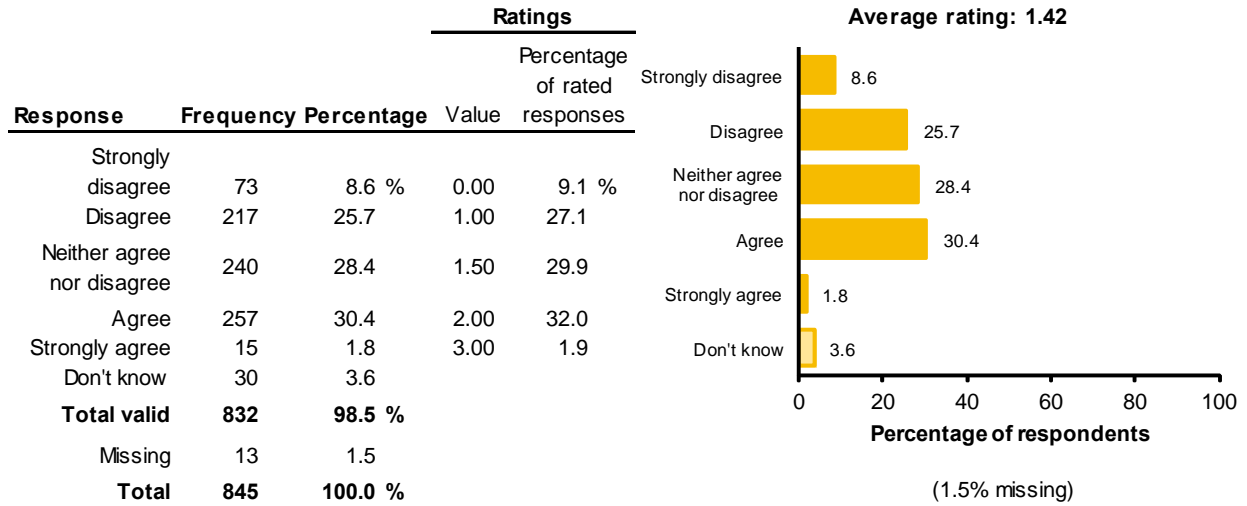 Ratings
Response Frequency Percentage Value Percentage of rated responses
Strongly disagree 73 8.6 % 0.00 9.1 %
Disagree 217 25.7 1.00 27.1
Neither agree nor disagree 240 28.4 1.50 29.9
Agree 257 30.4 2.00 32.0
Strongly agree 15 1.8 3.00 1.9
Don't know 30 3.6
Total valid 832 98.5 %
Missing 13 1.5
Total 845 100.0 %
Average rating: 1.42
Strongly disagree 8.6
Disagree 25.7
Neither agree
nor disagree 28.4
Agree 30.4
Strongly agree 1.8
Don't know 3.6
0 20 40 60 80 100
Percentage of respondents
(1.5% missing)